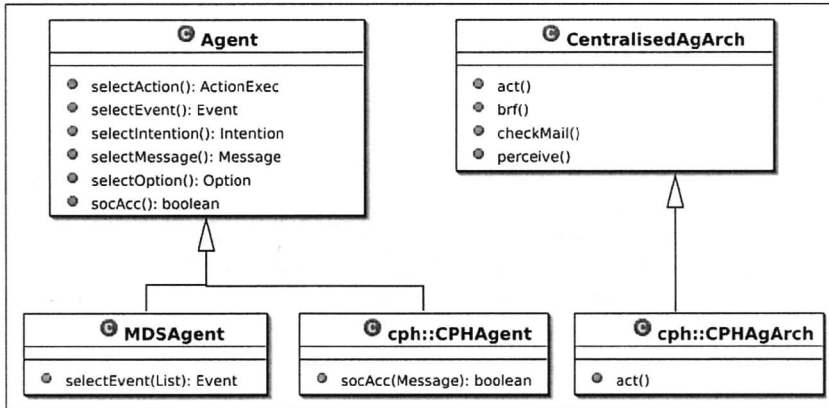 C Agent
selectAction(): ActionExec
selectEvent(): Event
selectIntention(): Intention
selectMessage(): Message
selectOption(): Option
socAcc(): boolean
C CentralisedAgArch
act()
brf()
checkMail()
perceive()
C MDSAgent
selectEvent(List): Event
C cph::CPHAgent
socAcc(Message): boolean
C cph::CPHAgArch
act()